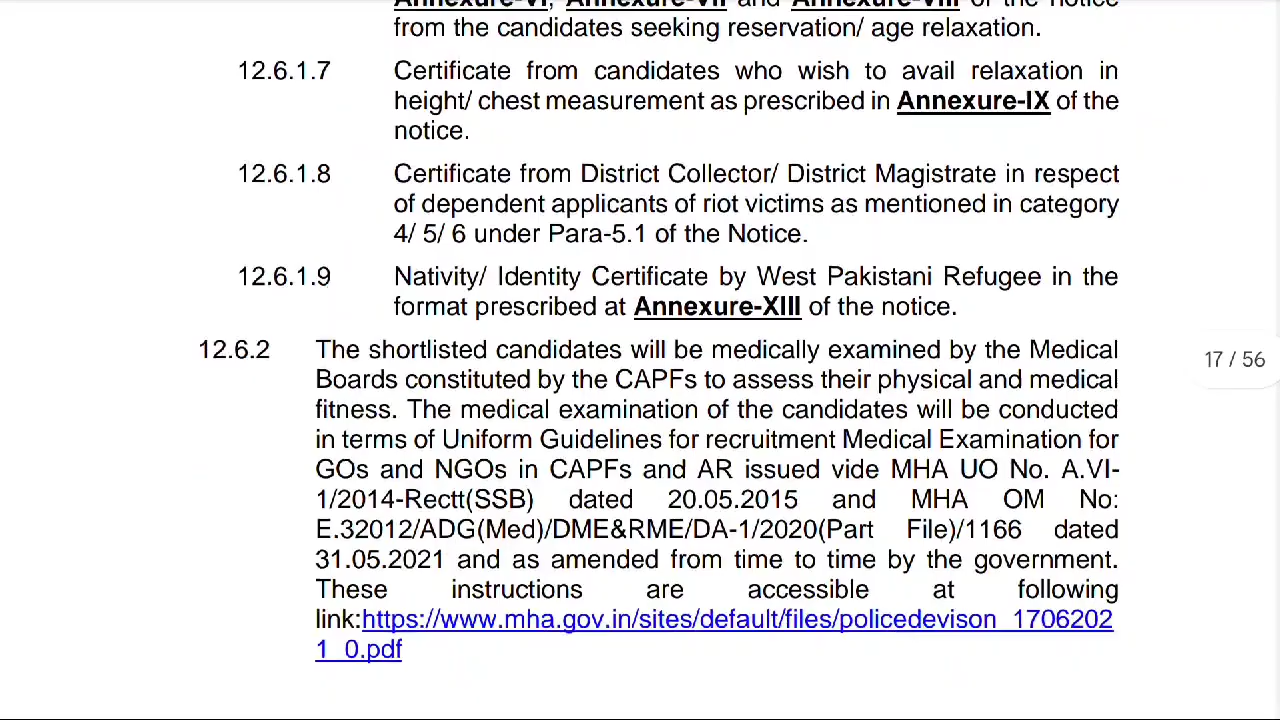 Annexure-VI, Annexure-VII and Annexure-VIII of the notice
from the candidates seeking reservation/ age relaxation.
12.6.1.7 Certificate from candidates who wish to avail relaxation in
height/ chest measurement as prescribed in Annexure-IX of the
notice.
12.6.1.8 Certificate from District Collector/ District Magistrate in respect
of dependent applicants of riot victims as mentioned in category
4/ 5/ 6 under Para-5.1 of the Notice.
12.6.1.9 Nativity/ Identity Certificate by West Pakistani Refugee in the
format prescribed at Annexure-XIII of the notice.
12.6.2 The shortlisted candidates will be medically examined by the Medical
17 / 56
Boards constituted by the CAPFs to assess their physical and medical
fitness. The medical examination of the candidates will be conducted
in terms of Uniform Guidelines for recruitment Medical Examination for
GOs and NGOs in CAPFs and AR issued vide MHA UO No. A.VI-
1/2014-Rectt(SSB) dated 20.05.2015 and MHA OM No:
E.32012/ADG(Med)/DME&RME/DA-1/2020(Part File)/1166 dated
31.05.2021 and as amended from time to time by the government.
These instructions are accessible at following
link:https://www.mha.gov.in/sites/default/files/policedevison_1706202
1_0.pdf